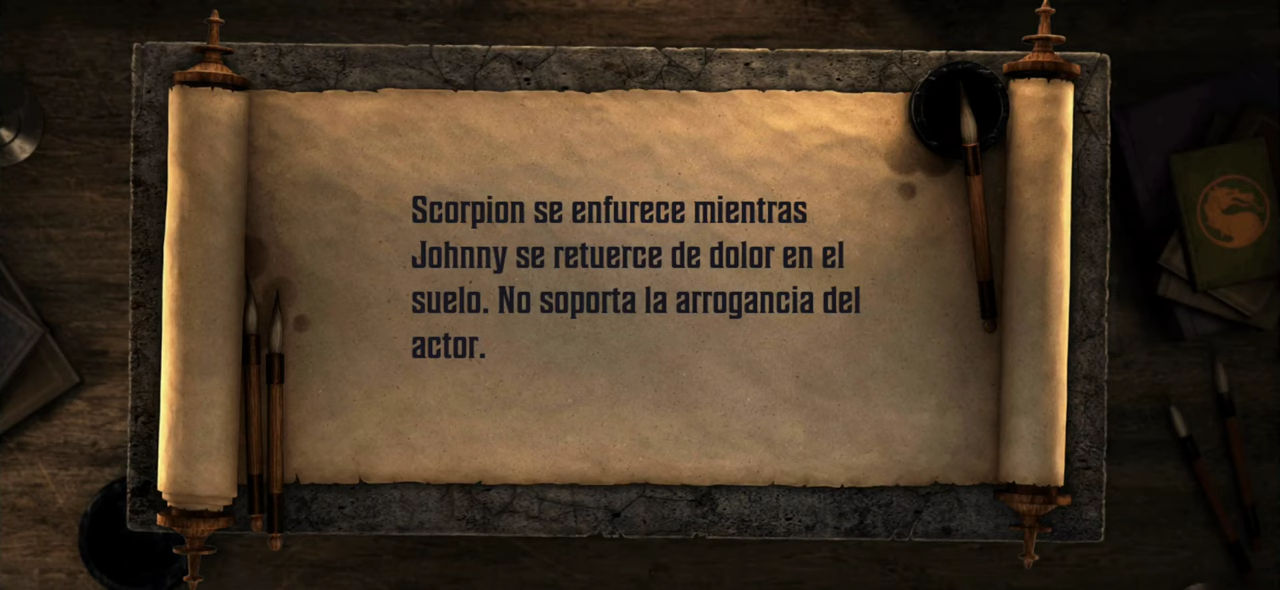 Scorpion se enfurece mientras
Johnny se retuerce de dolor en el
suelo. No soporta la arrogancia del
actor.